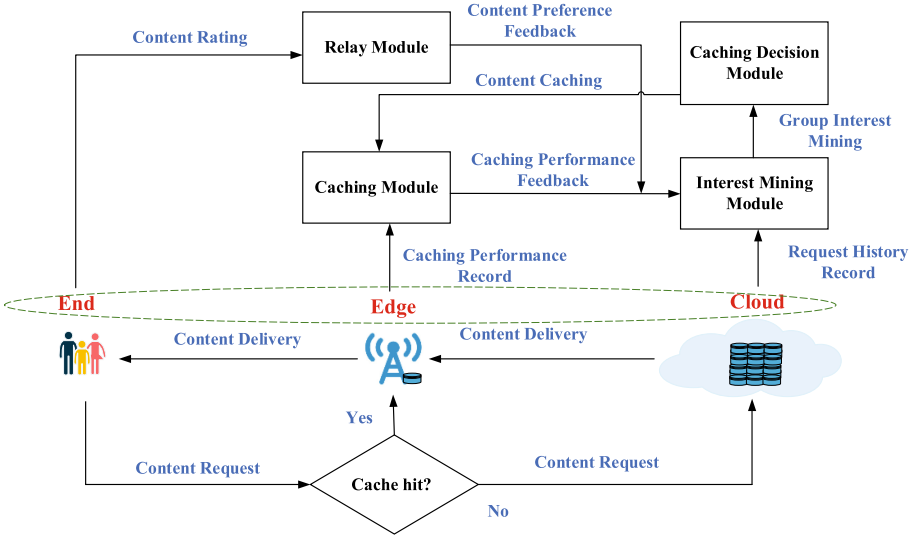 Content Rating
Relay Module
Content Preference
Feedback
Caching Decision
Module
Content Caching
Group Interest
Mining
Caching Module
Caching Performance
Feedback
Interest Mining
Module
Caching Performance
Record
Request History
Record
End
Edge
Cloud
Content Delivery
Content Delivery
Yes
Content Request
Cache hit?
Content Request
No